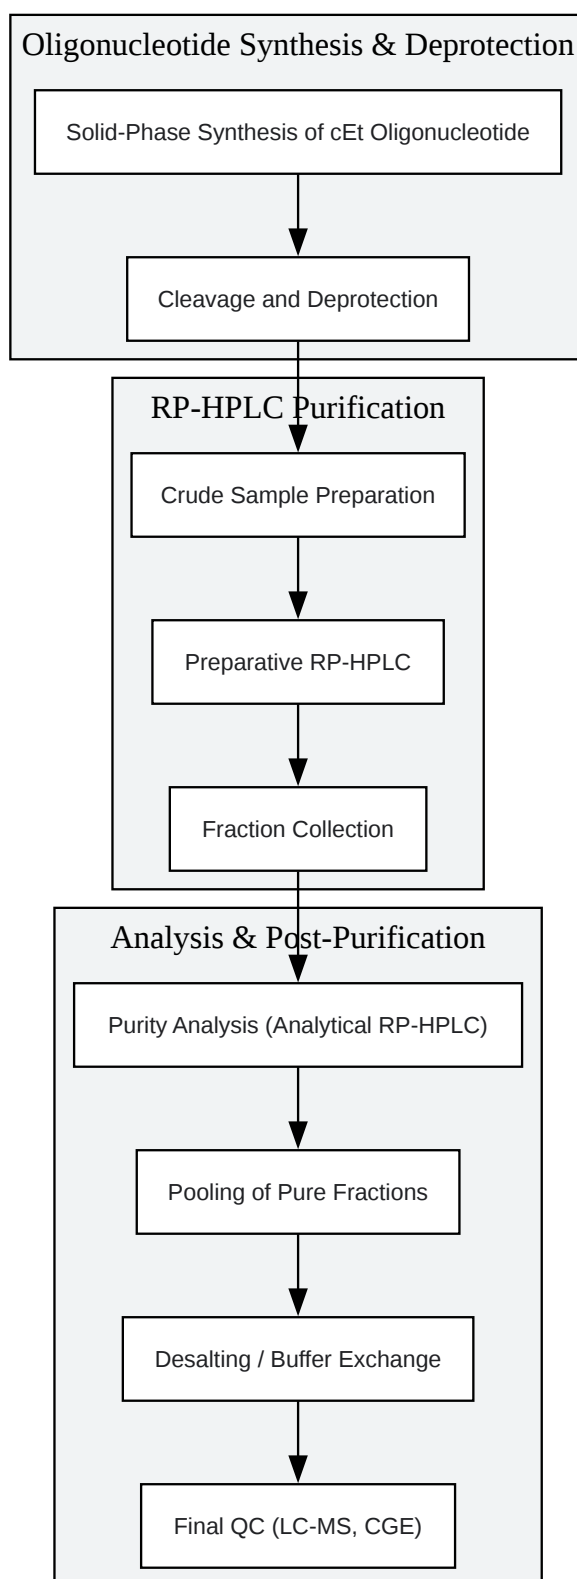 Oligonucleotide Synthesis & Deprotection
Solid-Phase Synthesis of cEt Oligonucleotide
Cleavage and Deprotection
RP-HPLC Purification
Crude Sample Preparation
Preparative RP-HPLC
Fraction Collection
Analysis & Post-Purification
Purity Analysis (Analytical RP-HPLC)
Pooling of Pure Fractions
Desalting / Buffer Exchange
Final QC (LC-MS, CGE)